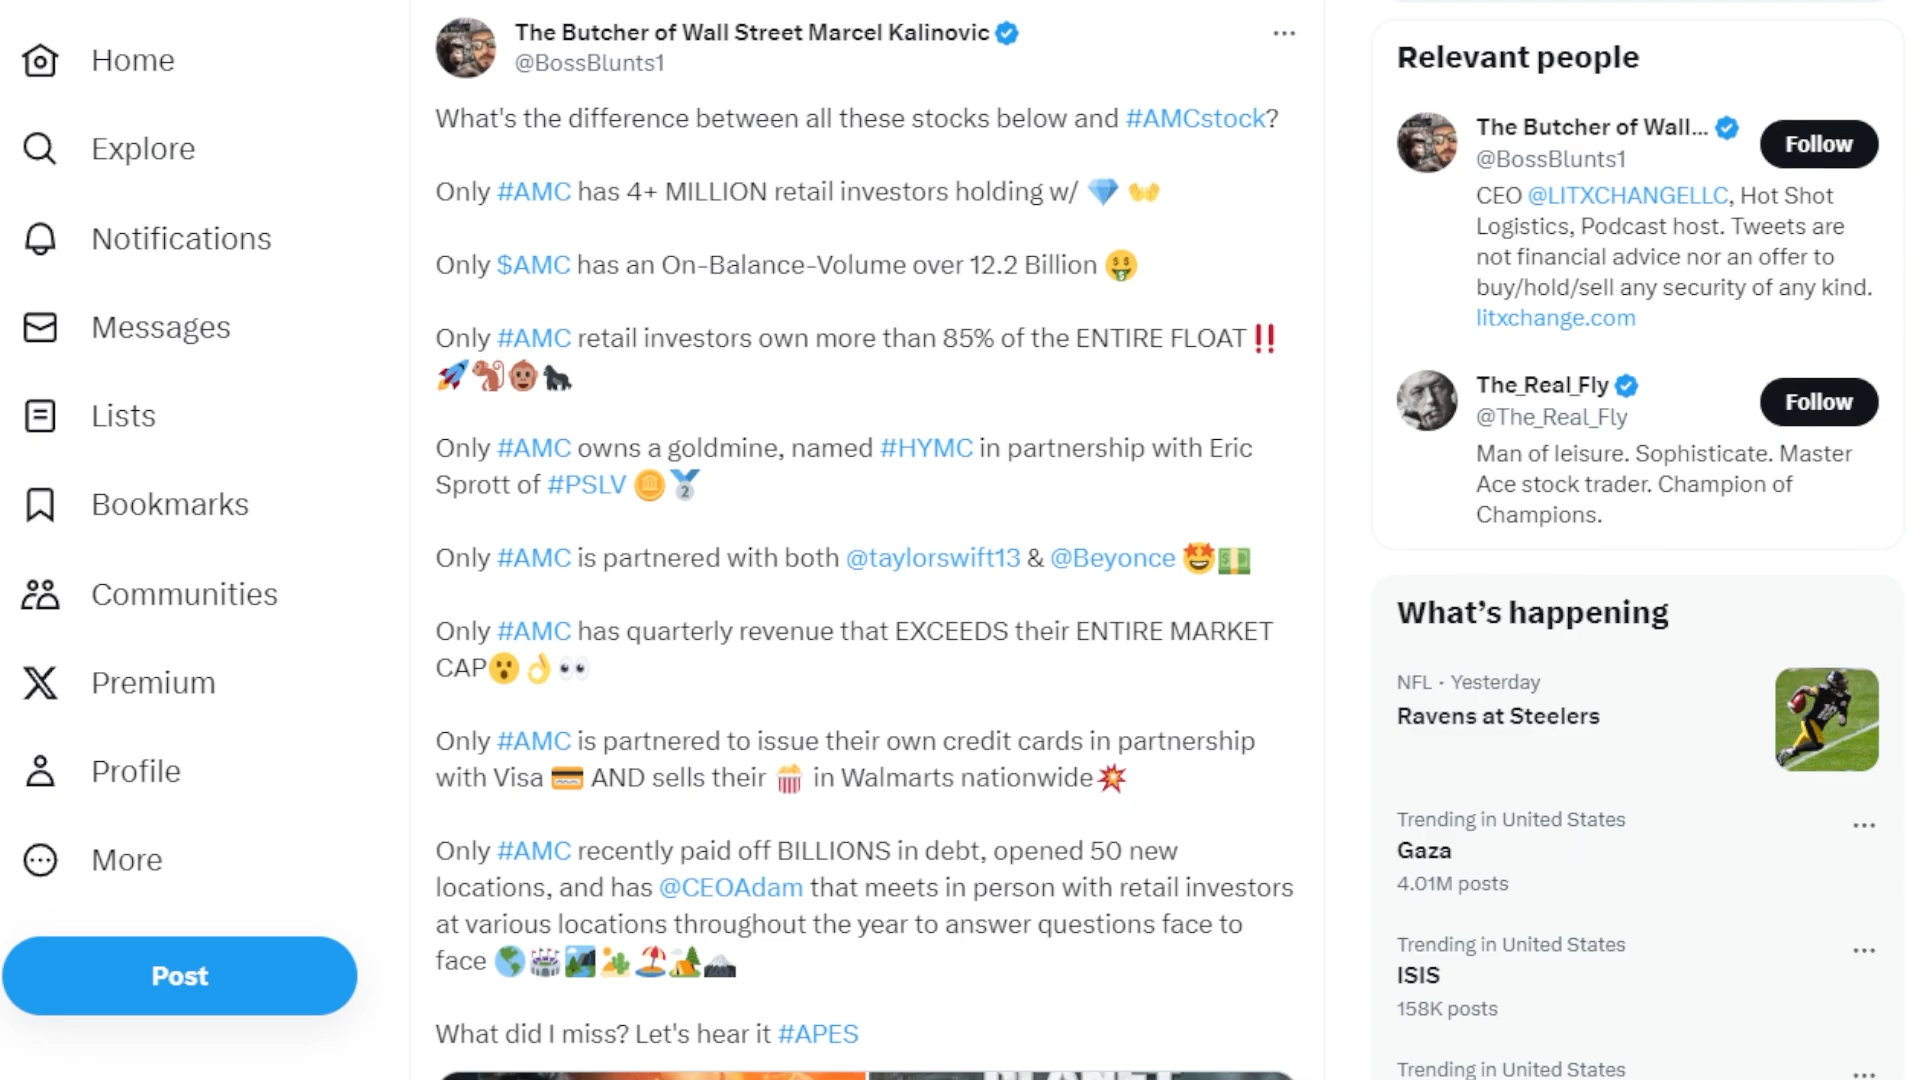 Home
Explore
Notifications
Messages
Lists
Bookmarks
Communities
Premium
Profile
More
Post
The Butcher of Wall Street Marcel Kalinovic
@BossBlunts1
What's the difference between all these stocks below and #AMCstock?
Only #AMC has 4+ MILLION retail investors holding w/ 💎 👐
Only $AMC has an On-Balance-Volume over 12.2 Billion 🤑
Only #AMC retail investors own more than 85% of the ENTIRE FLOAT‼️
🚀🐒🐵🦍
Only #AMC owns a goldmine, named #HYMC in partnership with Eric
Sprott of #PSLV 🪙🥈
Only #AMC is partnered with both @taylorswift13 & @Beyonce 🤩💵
Only #AMC has quarterly revenue that EXCEEDS their ENTIRE MARKET
CAP😮👌👀
Only #AMC is partnered to issue their own credit cards in partnership
with Visa 💳 AND sells their 🍿 in Walmarts nationwide💥
Only #AMC recently paid off BILLIONS in debt, opened 50 new
locations, and has @CEOAdam that meets in person with retail investors
at various locations throughout the year to answer questions face to
face 🌎🏟️🏞️🏜️🏖️🏕️🏔️
What did I miss? Let's hear it #APES
Relevant people
The Butcher of Wall...
@BossBlunts1
Follow
CEO @LITXCHANGELLC, Hot Shot
Logistics, Podcast host. Tweets are
not financial advice nor an offer to
buy/hold/sell any security of any kind.
litxchange.com
The_Real_Fly
@The_Real_Fly
Follow
Man of leisure. Sophisticate. Master
Ace stock trader. Champion of
Champions.
What's happening
NFL · Yesterday
Ravens at Steelers
Trending in United States
Gaza
4.01M posts
Trending in United States
ISIS
158K posts
Trending in United States